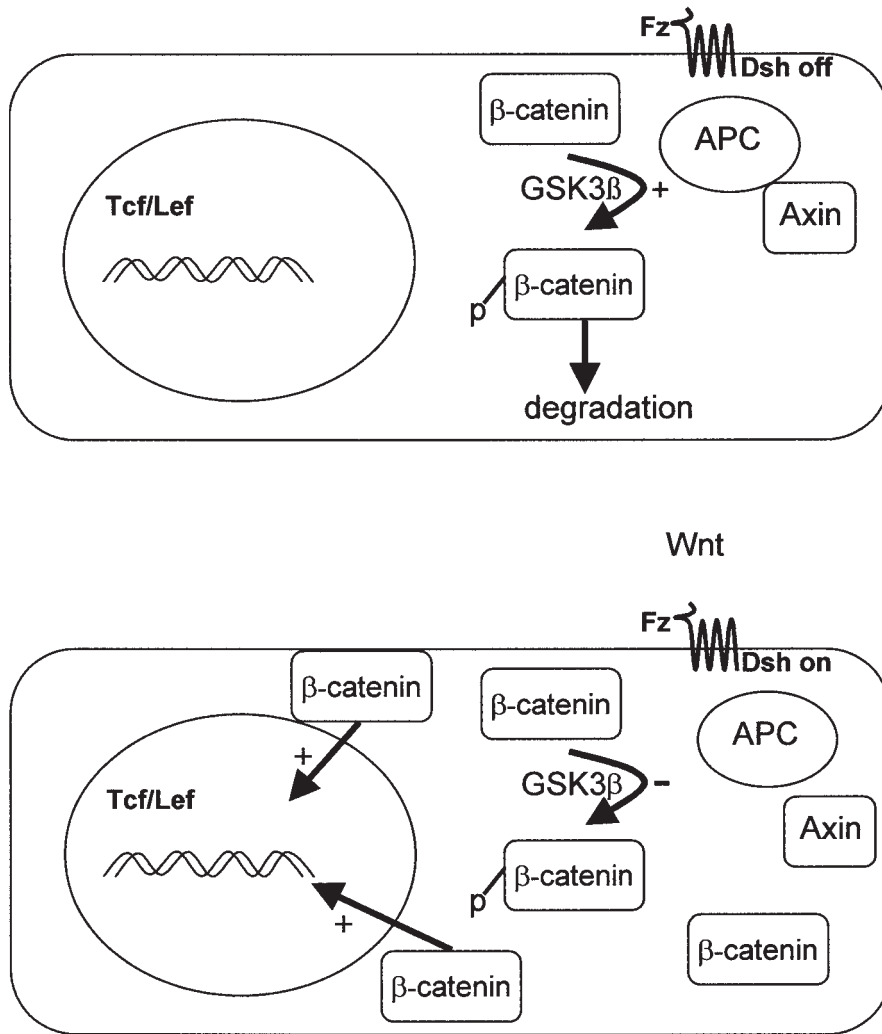 Fz
Dsh off
β-catenin
APC
GSK3ß
+
Axin
Tcf/Lef
β-catenin
p
degradation
Wnt
Fz
Dsh on
β-catenin
β-catenin
APC
+
GSK3β
-
Tcf/Lef
Axin
β-catenin
p
+
β-catenin
β-catenin